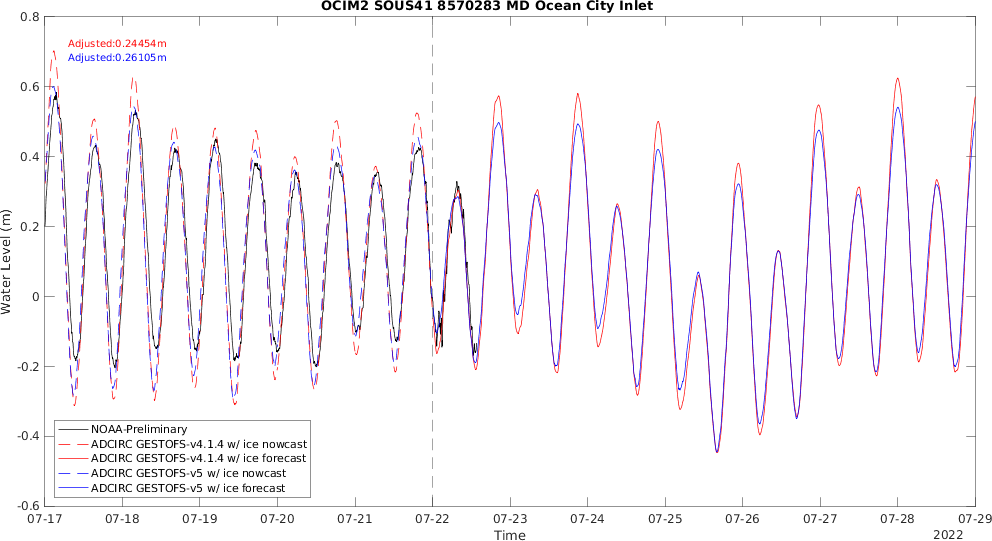 OCIM2 SOUS41 8570283 MD Ocean City Inlet
Adjusted:0.24454m
Adjusted:0.26105m
Water Level (m)
0.8
0.6
0.4
0.2
0
-0.2
-0.4
-0.6
NOAA-Preliminary
ADCIRC GESTOFS-v4.1.4 w/ ice nowcast
ADCIRC GESTOFS-v4.1.4 w/ ice forecast
ADCIRC GESTOFS-v5 w/ ice nowcast
ADCIRC GESTOFS-v5 w/ ice forecast
07-17 07-18 07-19 07-20 07-21 07-22 07-23 07-24 07-25 07-26 07-27 07-28 07-29
Time
2022